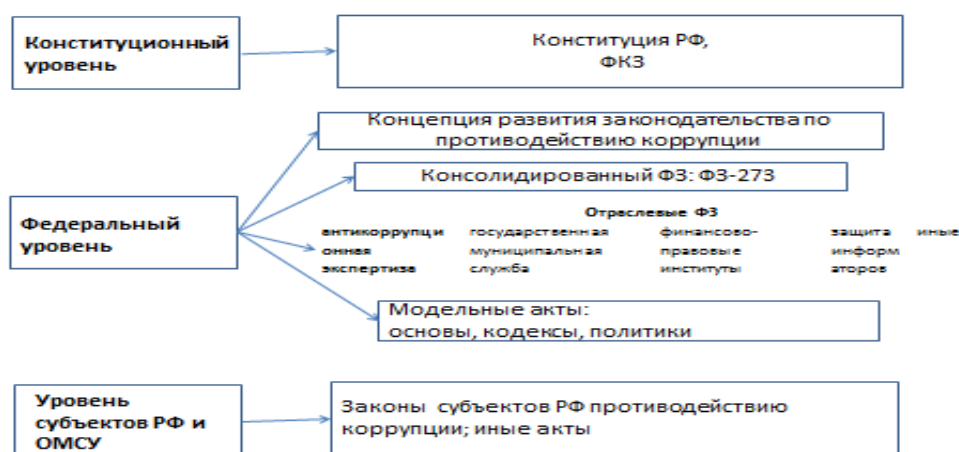 Конституционный
уровень
Конституция РФ,
ФКЗ
Концепция развития законодательства по
противодействию коррупции
Консолидированный ФЗ: ФЗ-273
Федеральный
уровень
Отраслевые ФЗ
антикоррупци государственная финансово- защита иные
онная муниципальная правовые информ
экспертиза служба институты аторов
Модельные акты:
основы, кодексы, политики
Уровень
субъектов РФ и
ОМСУ
Законы субъектов РФ противодействию
коррупции; иные акты